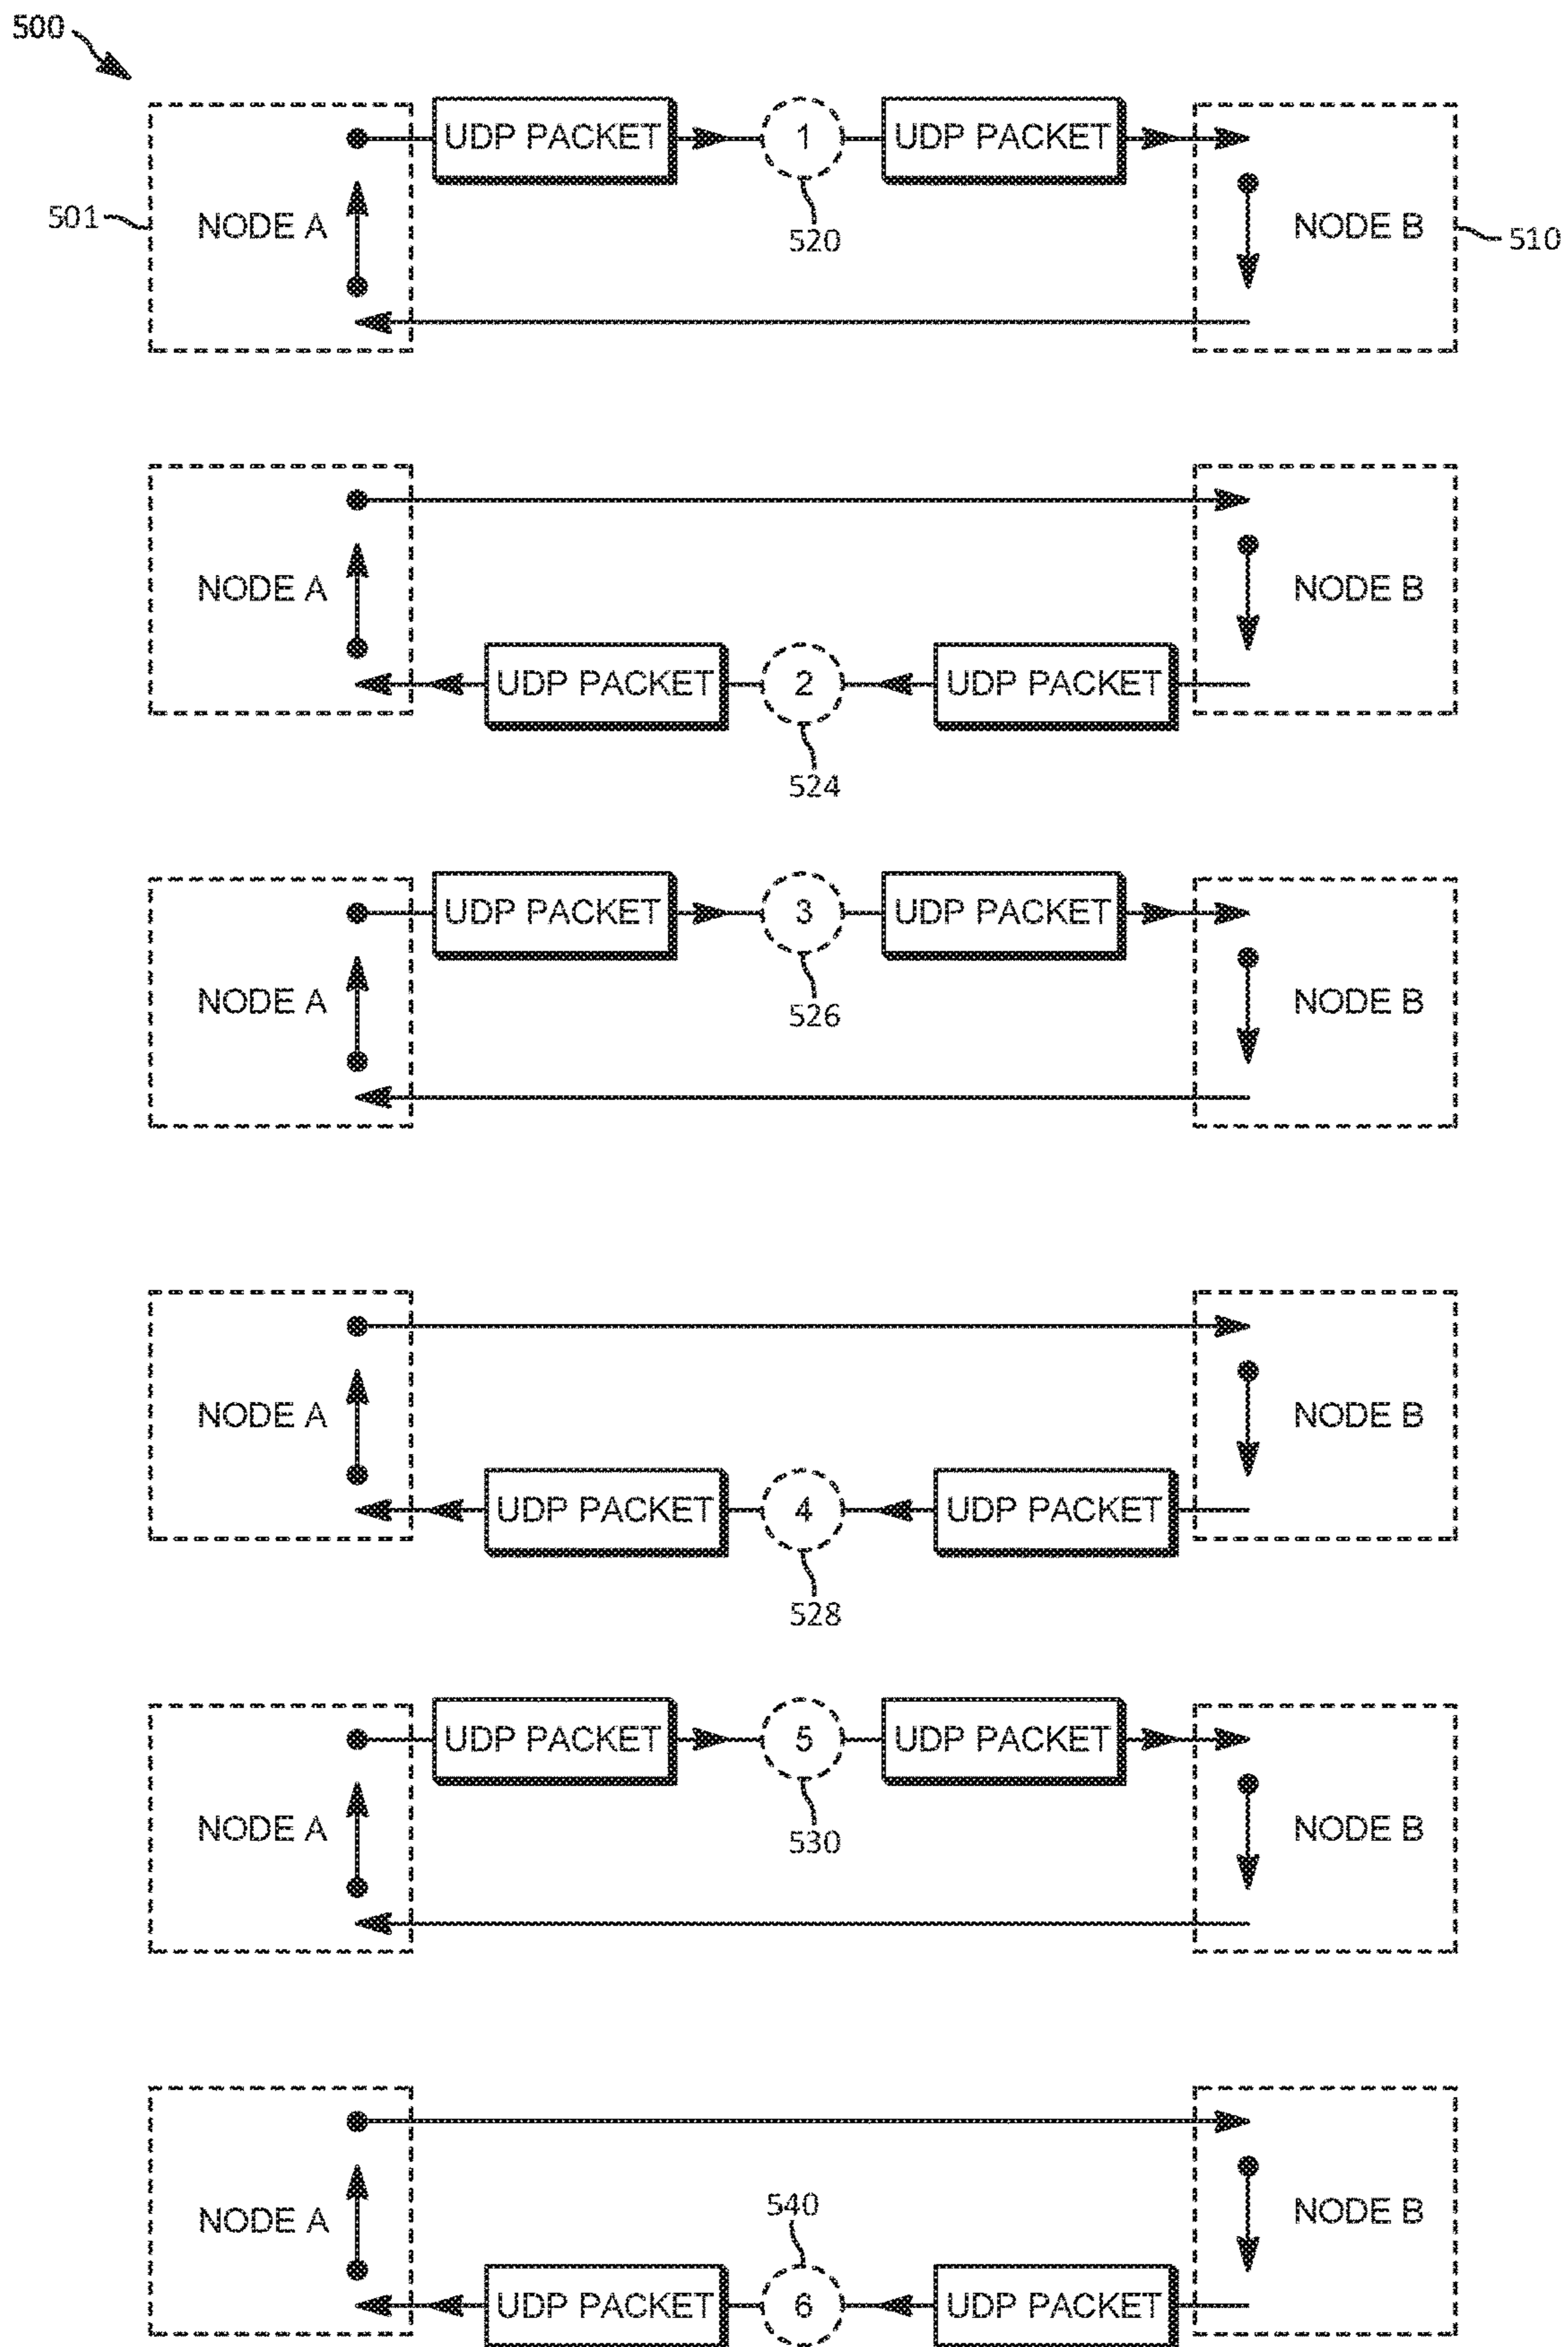 500
UDP PACKET 1 UDP PACKET
501 NODE A 520 NODE B 510
NODE A NODE B
UDP PACKET 2 UDP PACKET
524
UDP PACKET 3 UDP PACKET
NODE A 526 NODE B
NODE A NODE B
UDP PACKET 4 UDP PACKET
528
UDP PACKET 5 UDP PACKET
NODE A 530 NODE B
540
NODE A NODE B
UDP PACKET 6 UDP PACKET